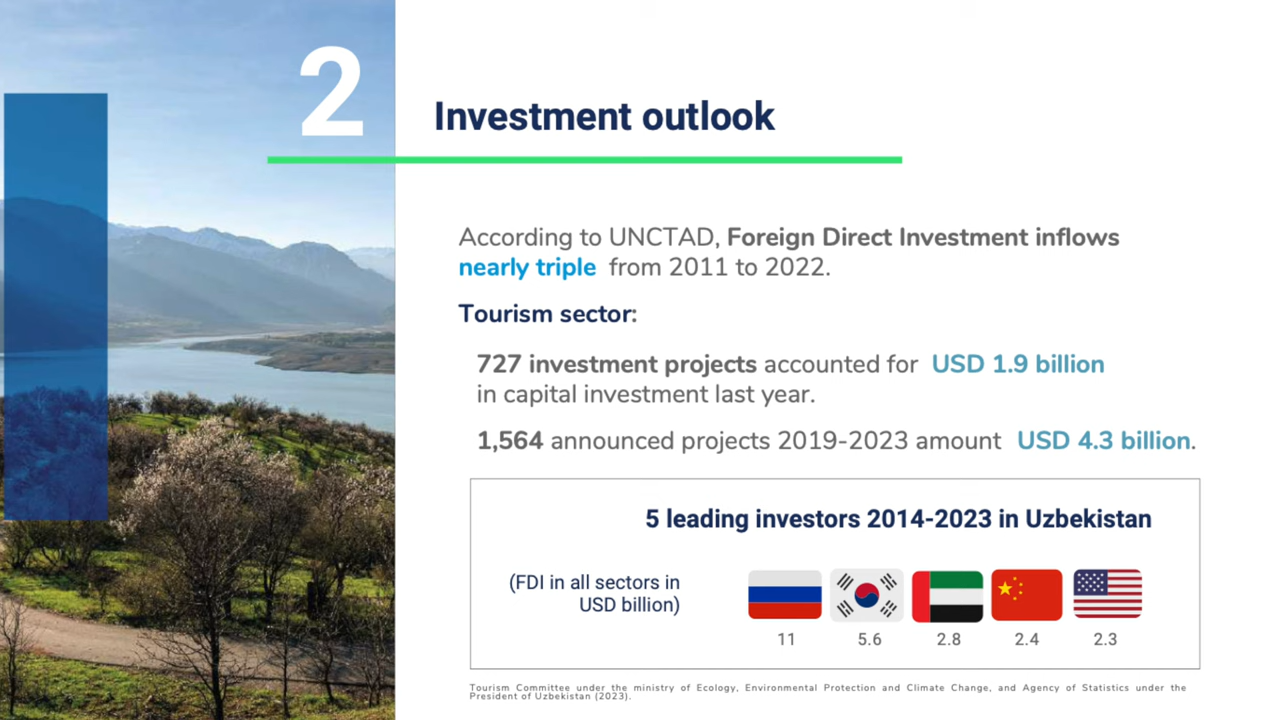 2
Investment outlook
According to UNCTAD, Foreign Direct Investment inflows
nearly triple from 2011 to 2022.
Tourism sector:
727 investment projects accounted for USD 1.9 billion
in capital investment last year.
1,564 announced projects 2019-2023 amount USD 4.3 billion.
5 leading investors 2014-2023 in Uzbekistan
(FDI in all sectors in
USD billion)
11 5.6 2.8 2.4 2.3
Tourism Committee under the ministry of Ecology, Environmental Protection and Climate Change, and Agency of Statistics under the
President of Uzbekistan (2023).